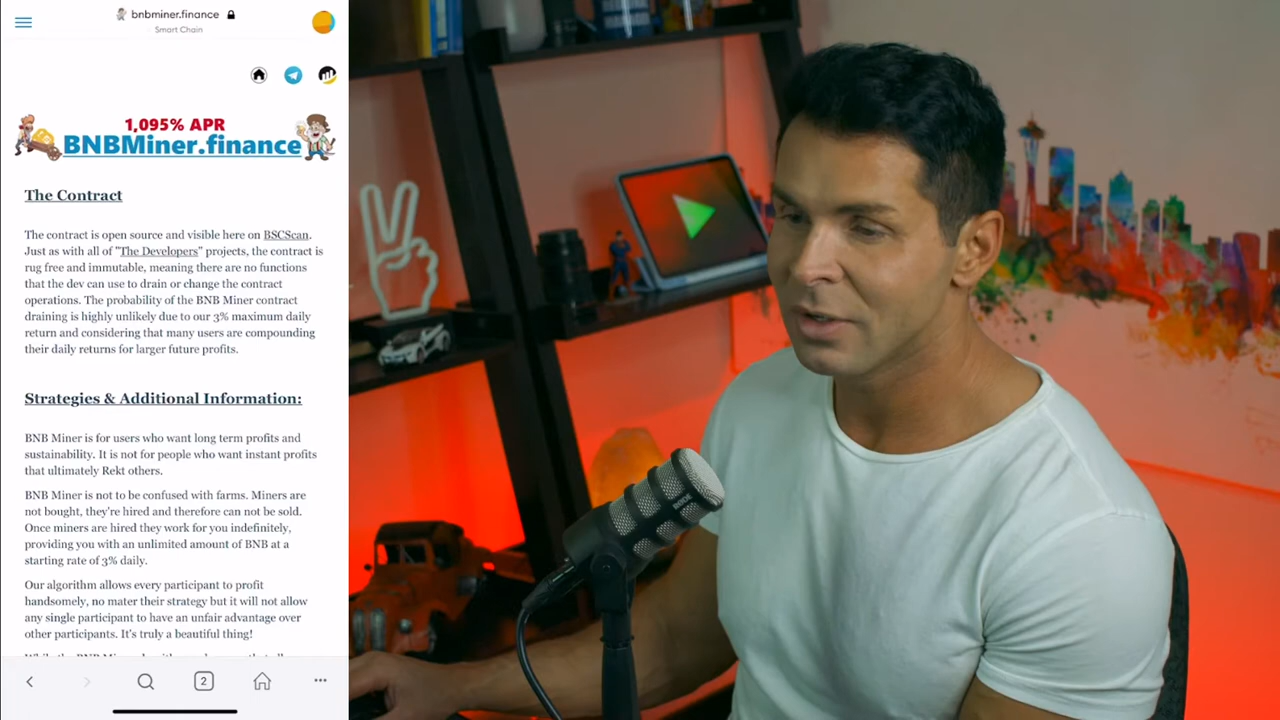 bnbminer.finance
Smart Chain
1,095% APR
BNBMiner.finance
The Contract
The contract is open source and visible here on BSCScan.
Just as with all of "The Developers" projects, the contract is
rug free and immutable, meaning there are no functions
that the dev can use to drain or change the contract
operations. The probability of the BNB Miner contract
draining is highly unlikely due to our 3% maximum daily
return and considering that many users are compounding
their daily returns for larger future profits.
Strategies & Additional Information:
BNB Miner is for users who want long term profits and
sustainability. It is not for people who want instant profits
that ultimately Rekt others.
BNB Miner is not to be confused with farms. Miners are
not bought, they're hired and therefore can not be sold.
Once miners are hired they work for you indefinitely,
providing you with an unlimited amount of BNB at a
starting rate of 3% daily.
Our algorithm allows every participant to profit
handsomely, no mater their strategy but it will not allow
any single participant to have an unfair advantage over
other participants. It's truly a beautiful thing!
2
RODE